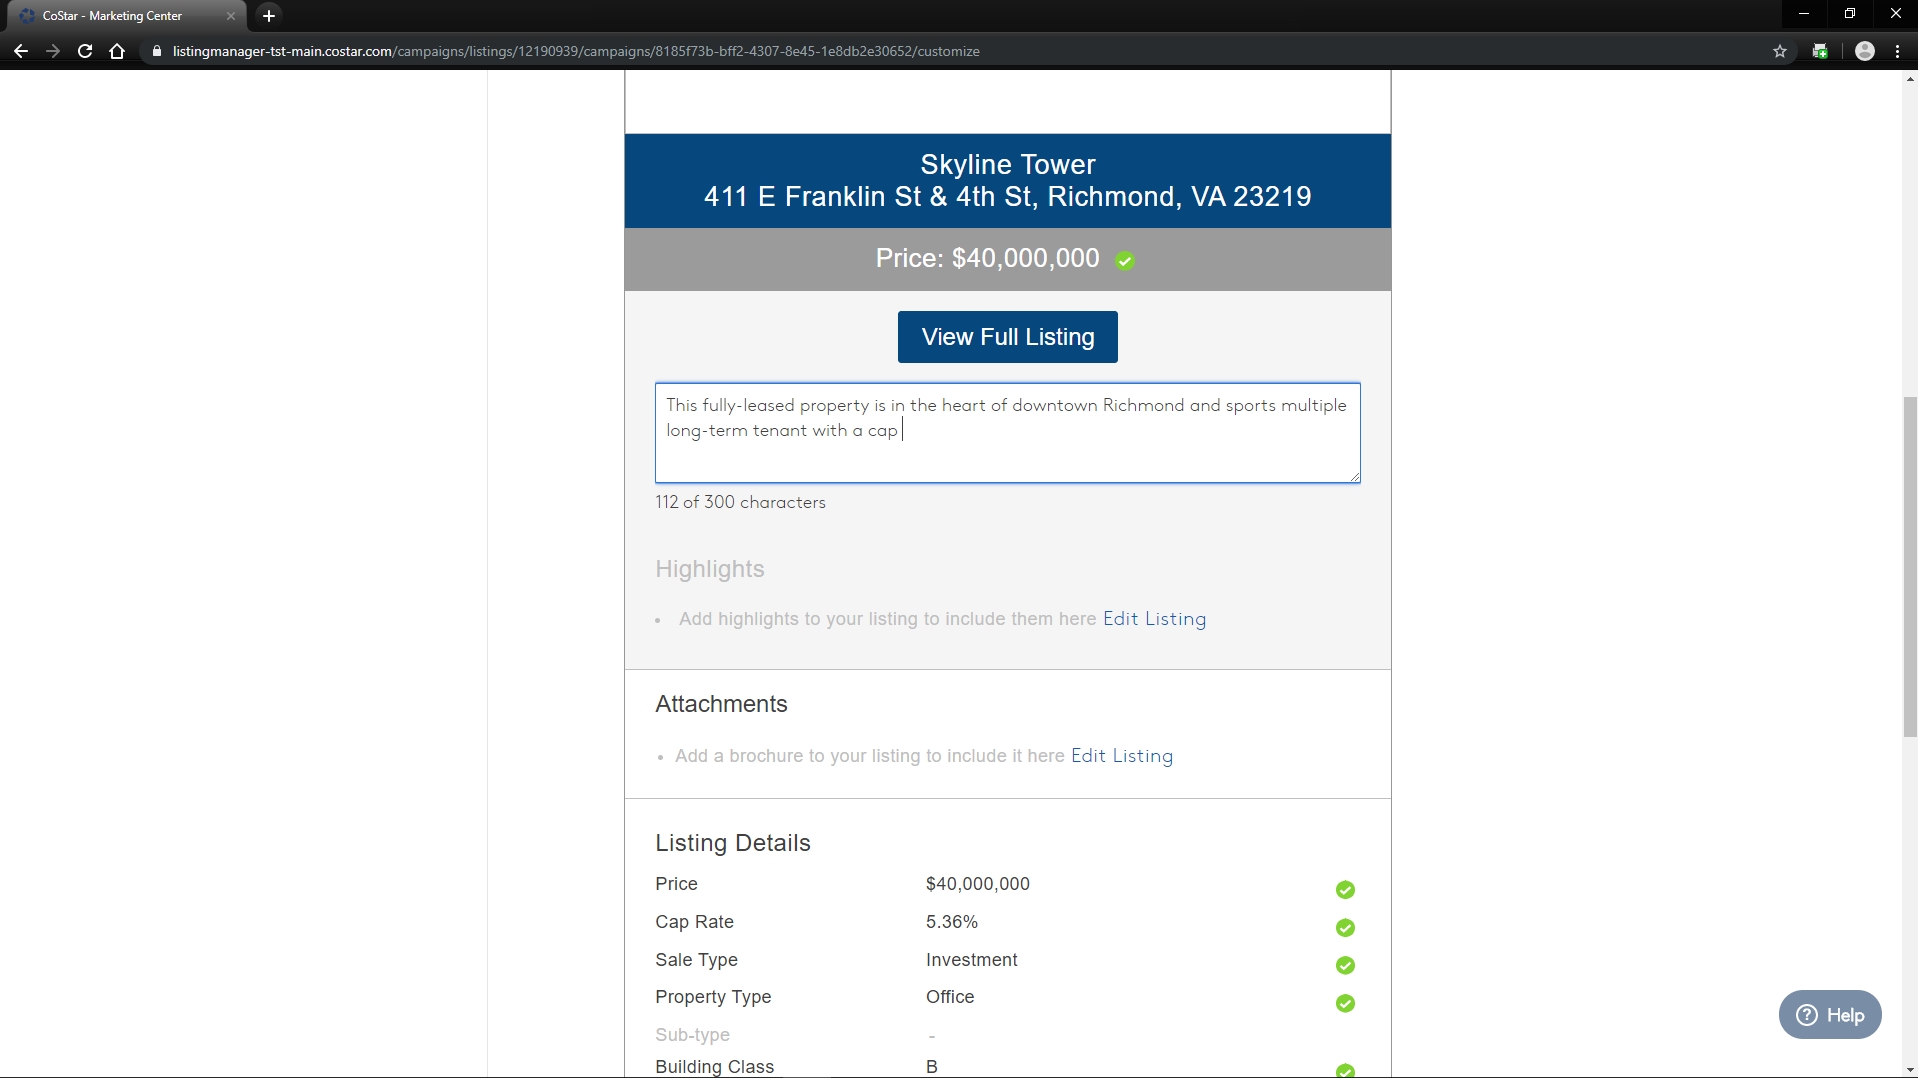 CoStar - Marketing Center
listingmanager-tst-main.costar.com/campaigns/listings/12190939/campaigns/8185f73b-bff2-4307-8e45-1e8db2e30652/customize
Skyline Tower
411 E Franklin St & 4th St, Richmond, VA 23219
Price: $40,000,000
View Full Listing
This fully-leased property is in the heart of downtown Richmond and sports multiple
long-term tenant with a cap
112 of 300 characters
Highlights
• Add highlights to your listing to include them here Edit Listing
Attachments
• Add a brochure to your listing to include it here Edit Listing
Listing Details
Price $40,000,000
Cap Rate 5.36%
Sale Type Investment
Property Type Office
Sub-type -
Building Class B
Help